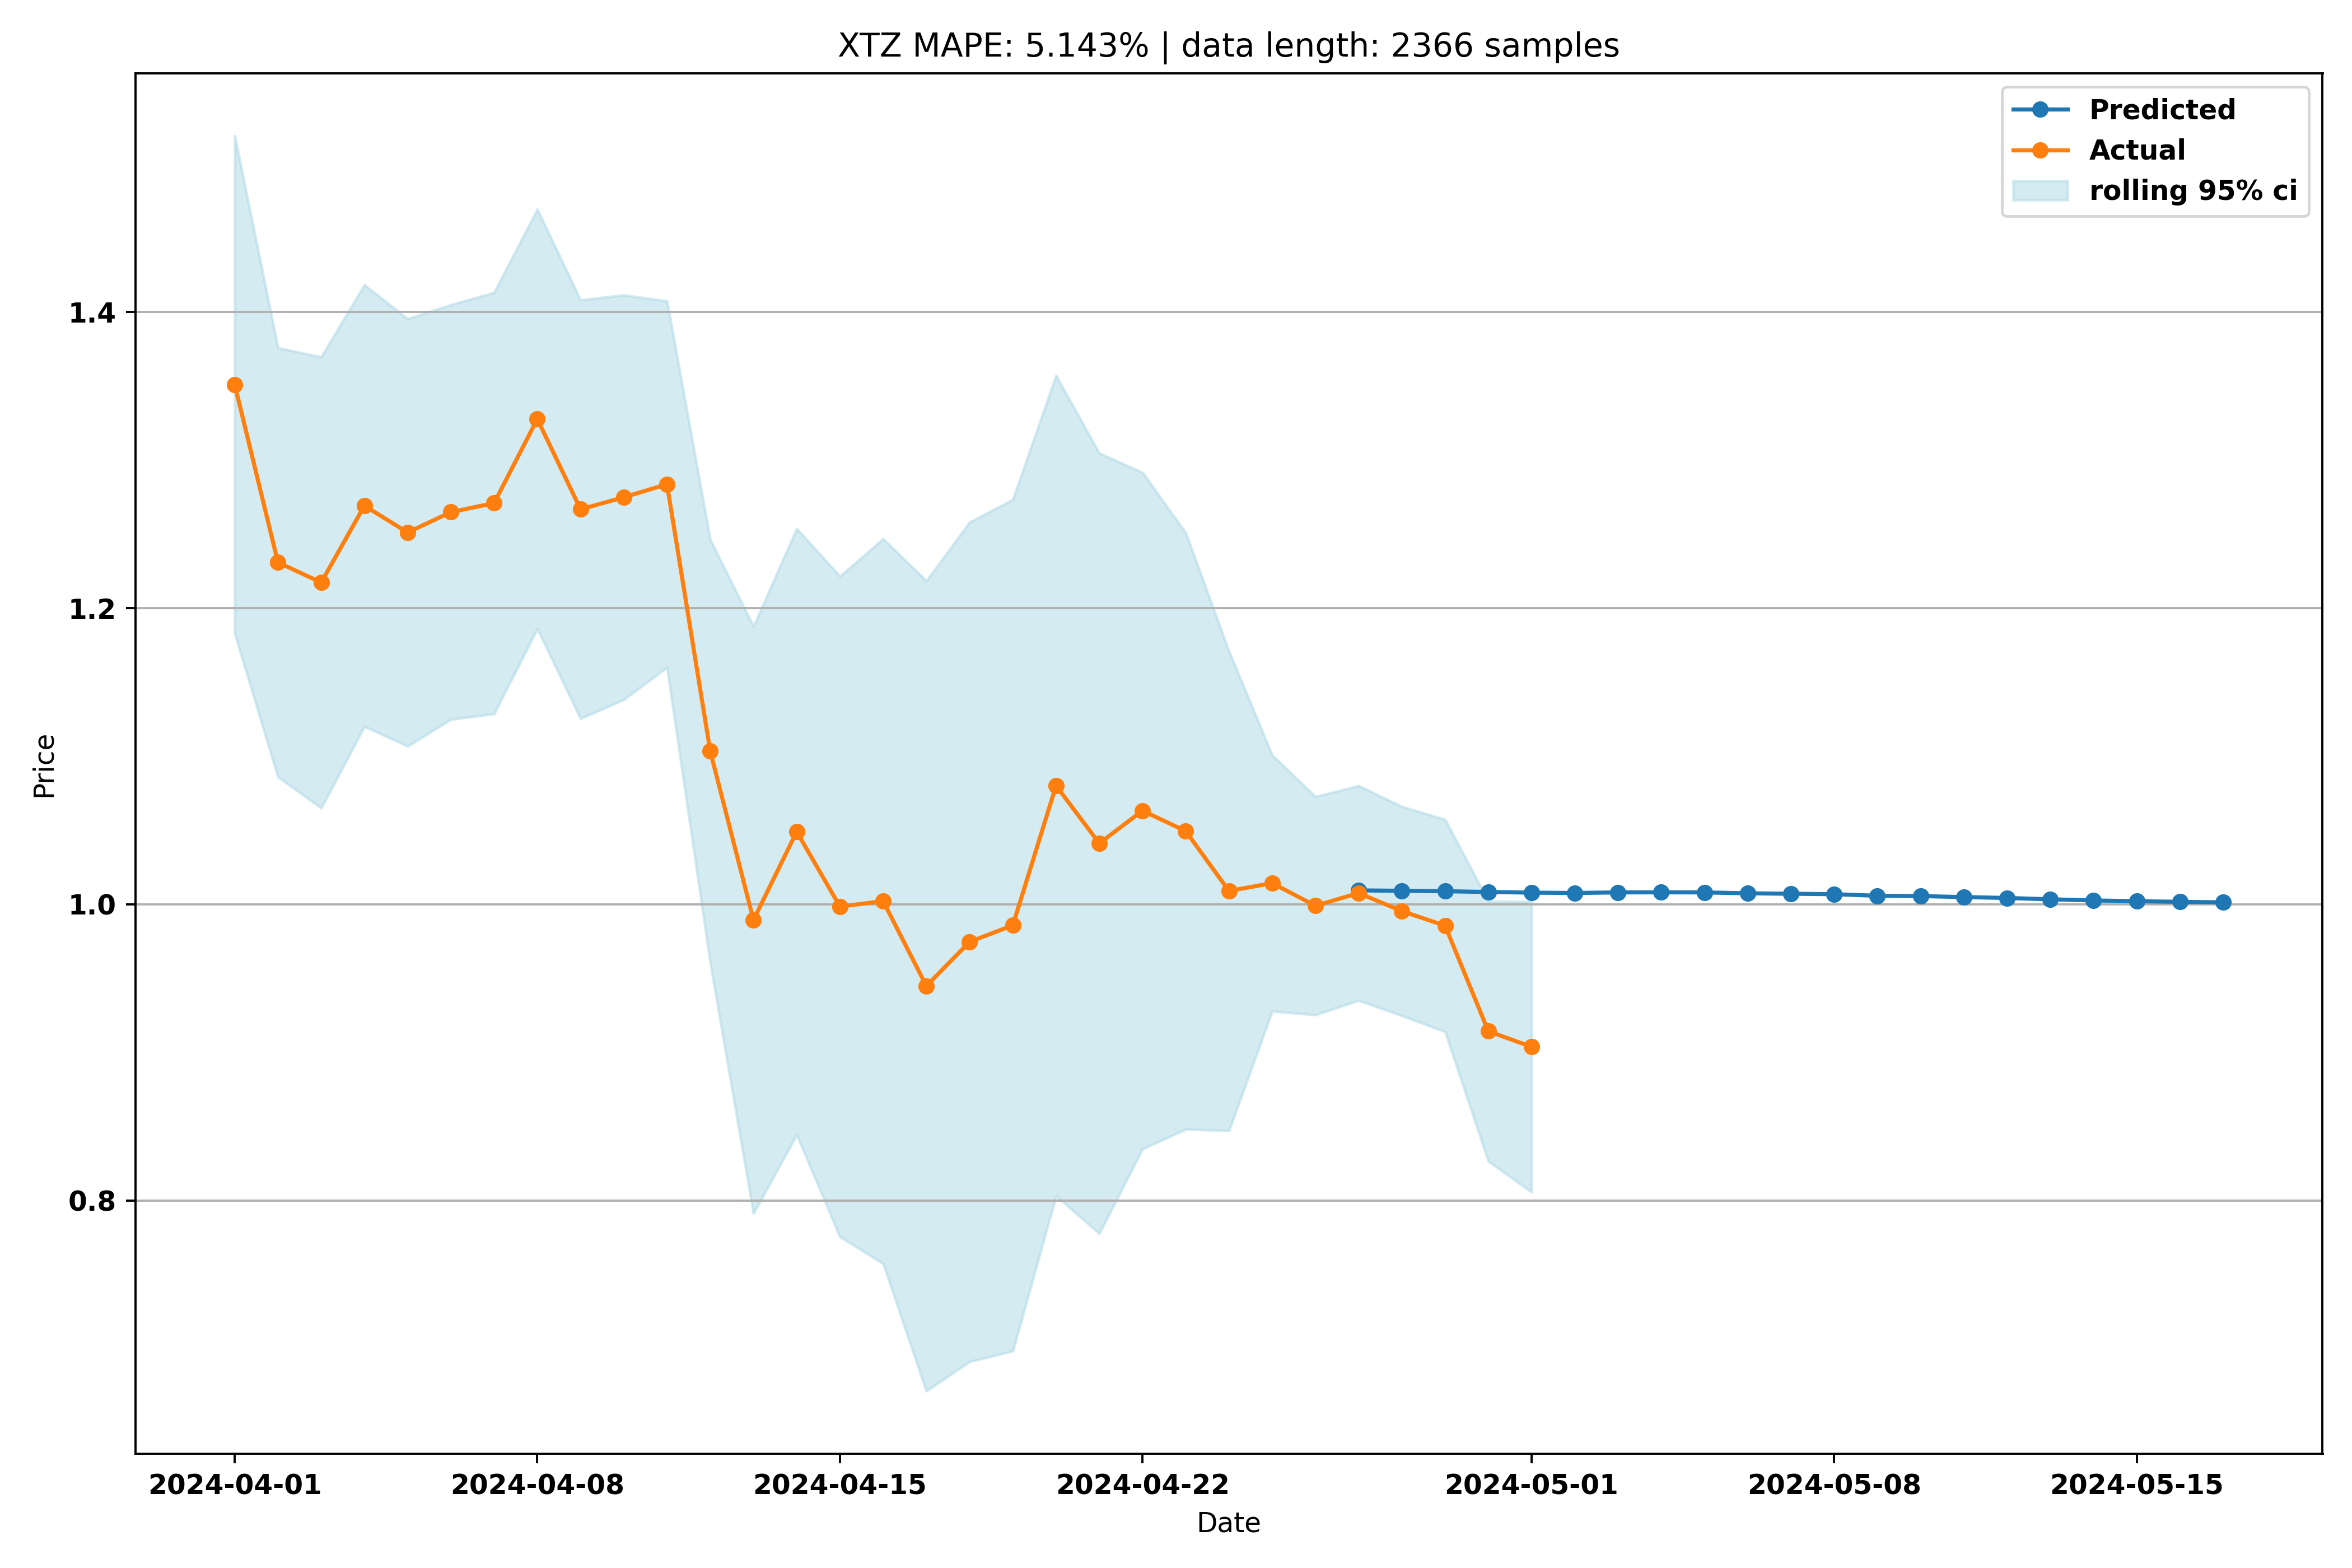 XTZ MAPE: 5.143% | data length: 2366 samples
Predicted
Actual
rolling 95% ci
1.4
1.2
1.0
0.8
Price
2024-04-01 2024-04-08 2024-04-15 2024-04-22 2024-05-01 2024-05-08 2024-05-15
Date